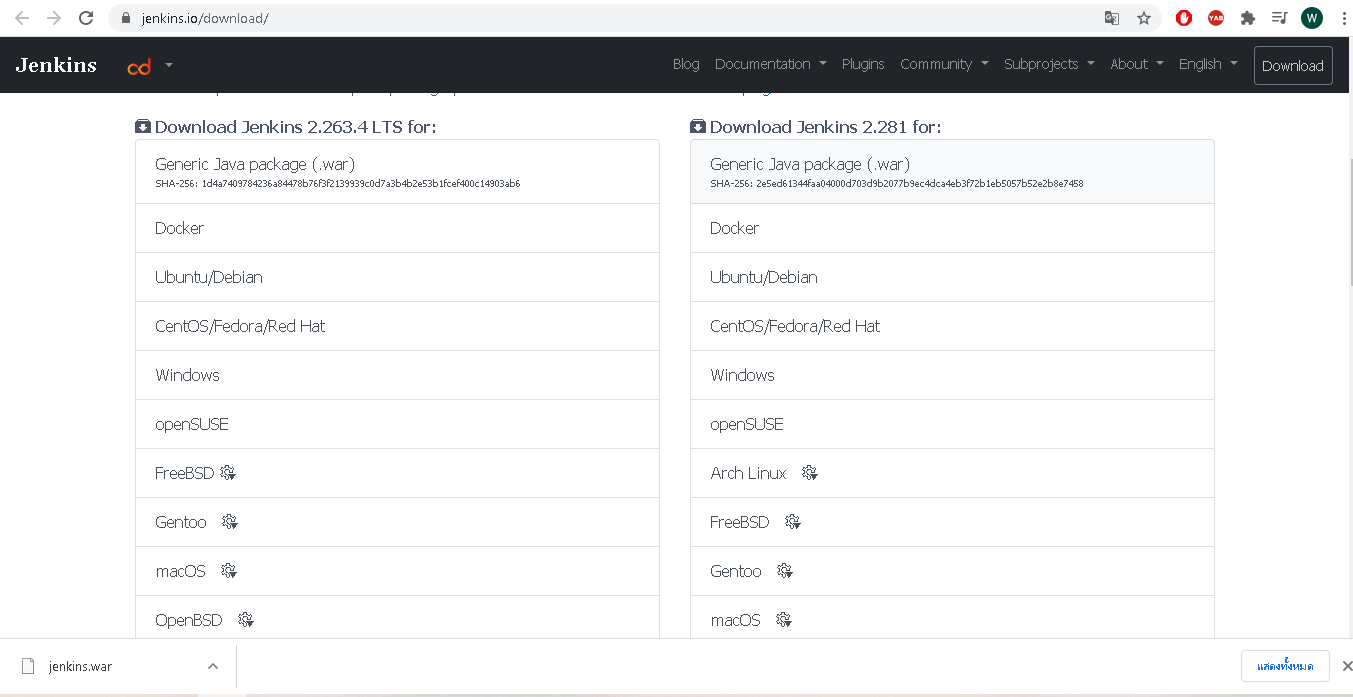 jenkins.io/download/
YAB
W
Jenkins
cd
Blog Documentation Plugins Community Subprojects About English Download
Download Jenkins 2.263.4 LTS for:
Generic Java package (.war)
SHA-256: 1d4a7409784236a84478b76f3f2139939c0d7a3b4b2e53b1fcef400c14903ab6
Docker
Ubuntu/Debian
CentOS/Fedora/Red Hat
Windows
openSUSE
FreeBSD
Gentoo
macOS
OpenBSD
Download Jenkins 2.281 for:
Generic Java package (.war)
SHA-256: 2e5ed61344faa04000d703d9b2077b9ec4dca4eb3f72b1eb5057b52e2b8e7458
Docker
Ubuntu/Debian
CentOS/Fedora/Red Hat
Windows
openSUSE
Arch Linux
FreeBSD
Gentoo
macOS
jenkins.war
แสดงทั้งหมด